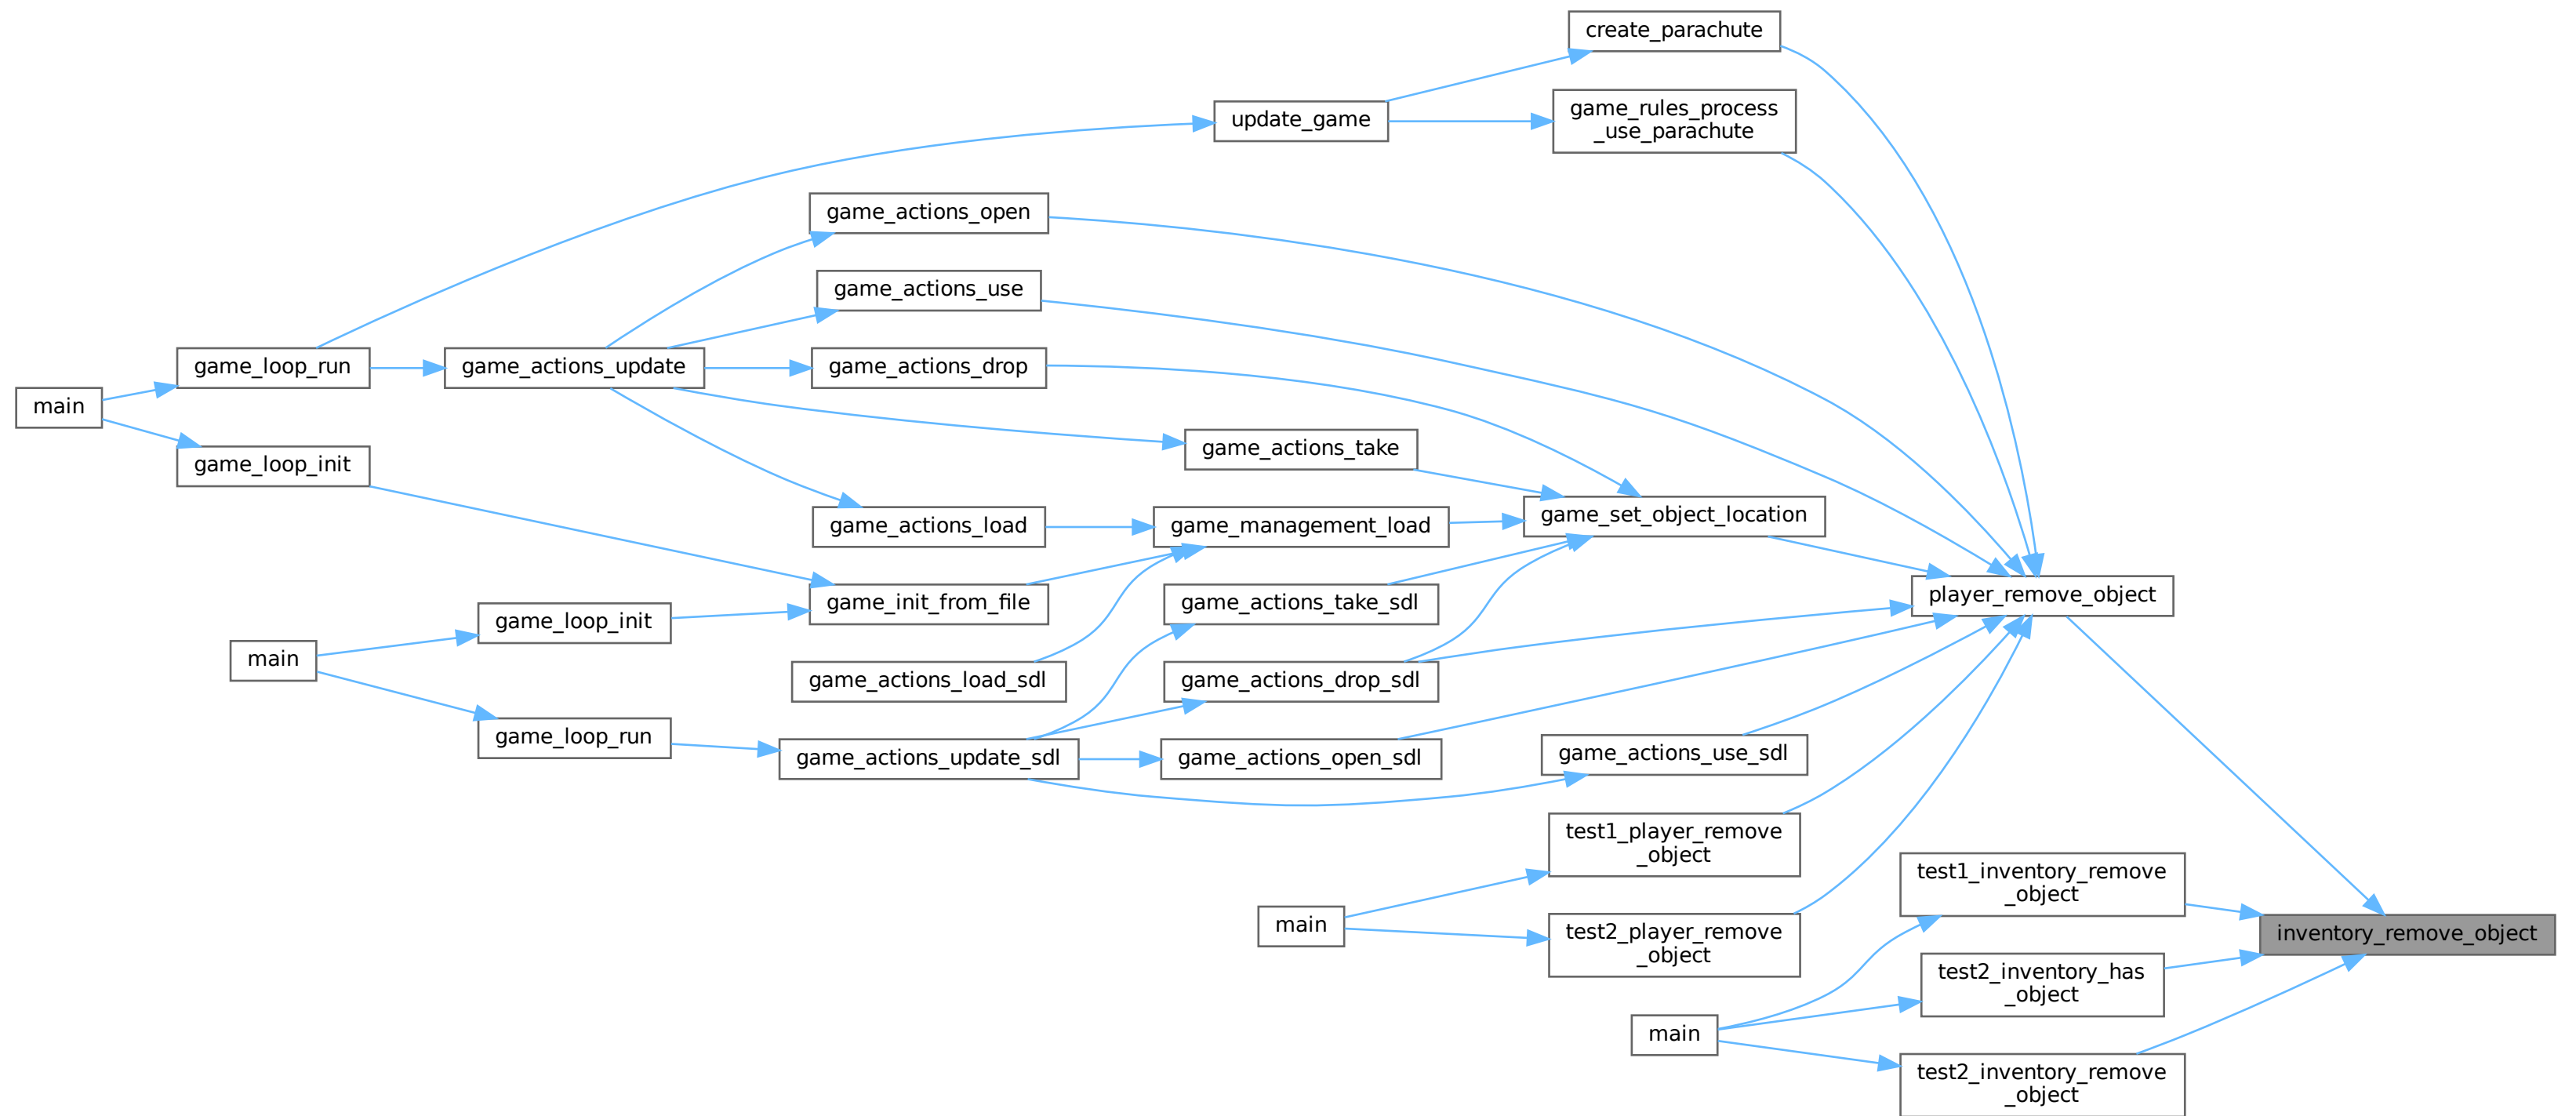 create_parachute
game_rules_process
_use_parachute
update_game
game_actions_open
game_actions_use
game_loop_run
game_actions_update
game_actions_drop
main
game_actions_take
game_loop_init
game_actions_load
game_management_load
game_set_object_location
game_init_from_file
game_actions_take_sdl
player_remove_object
game_loop_init
main
game_actions_load_sdl
game_actions_drop_sdl
game_loop_run
game_actions_update_sdl
game_actions_open_sdl
game_actions_use_sdl
test1_player_remove
_object
test1_inventory_remove
_object
main
test2_player_remove
_object
inventory_remove_object
test2_inventory_has
_object
main
test2_inventory_remove
_object